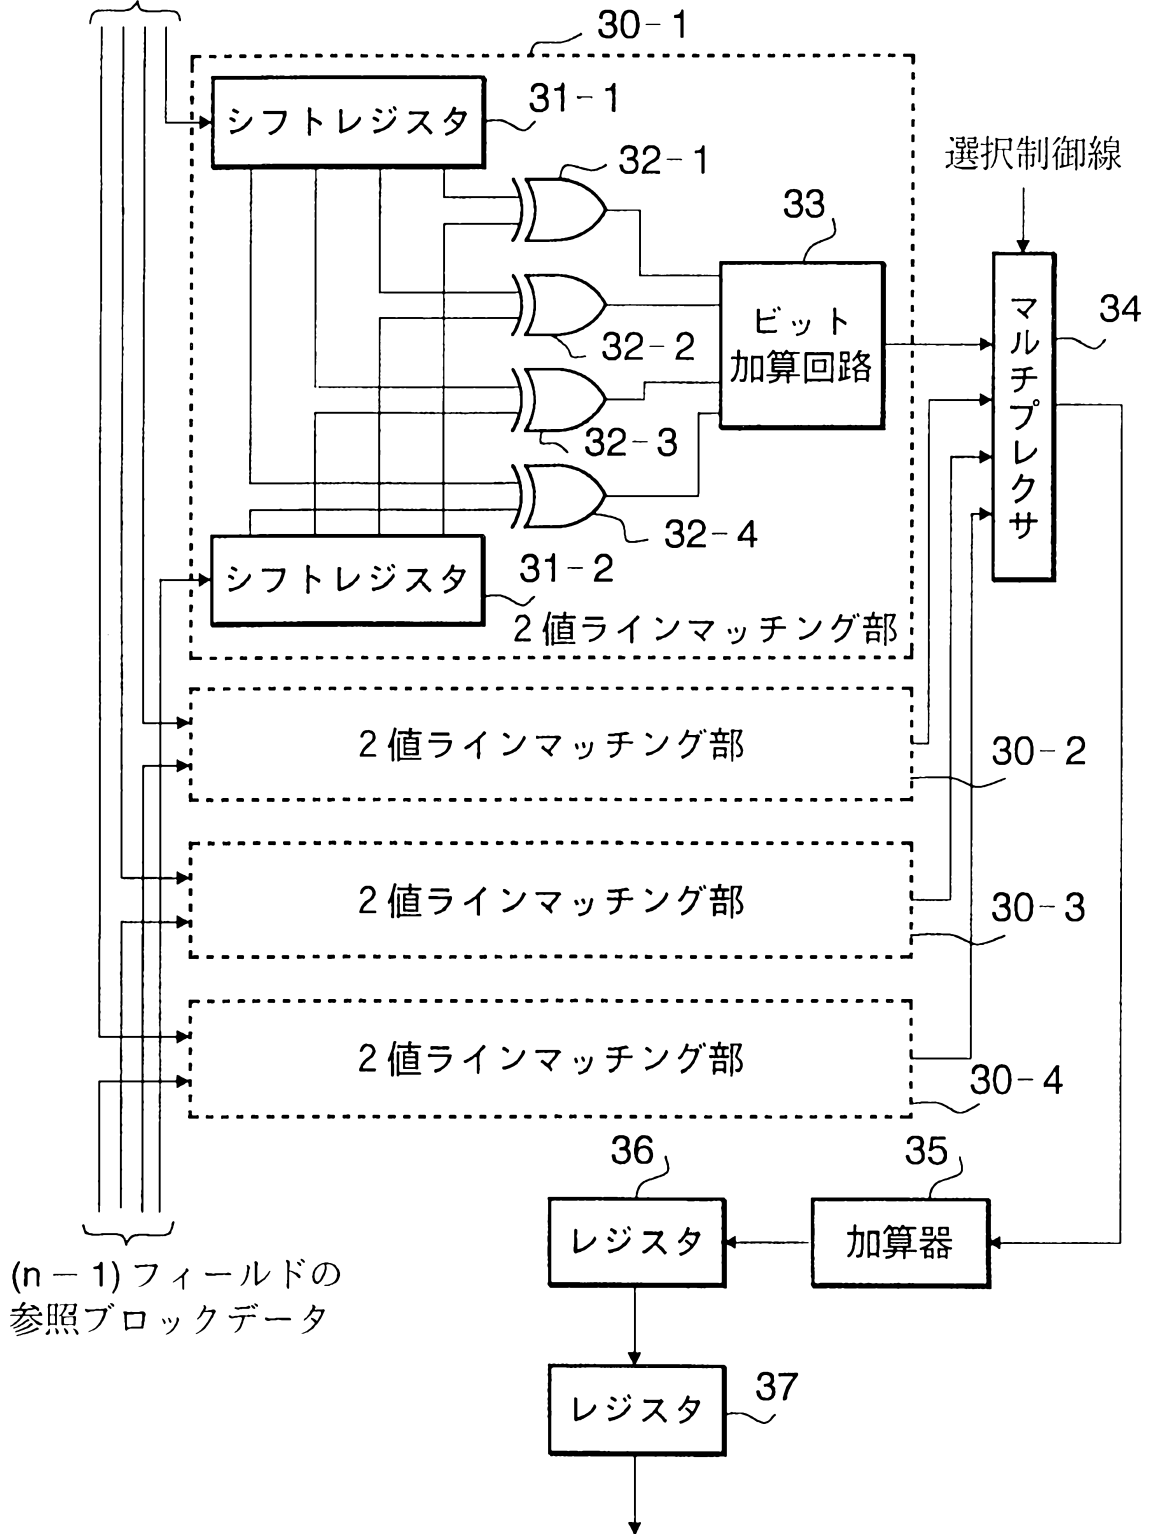 30-1
シフトレジスタ
31-1
32-1
選択制御線
33
ビット
加算回路
マルチプレクサ
34
32-2
32-3
32-4
シフトレジスタ
31-2
2値ラインマッチング部
2値ラインマッチング部
30-2
2値ラインマッチング部
30-3
2値ラインマッチング部
30-4
36
35
レジスタ
加算器
(n-1)フィールドの
参照ブロックデータ
レジスタ
37